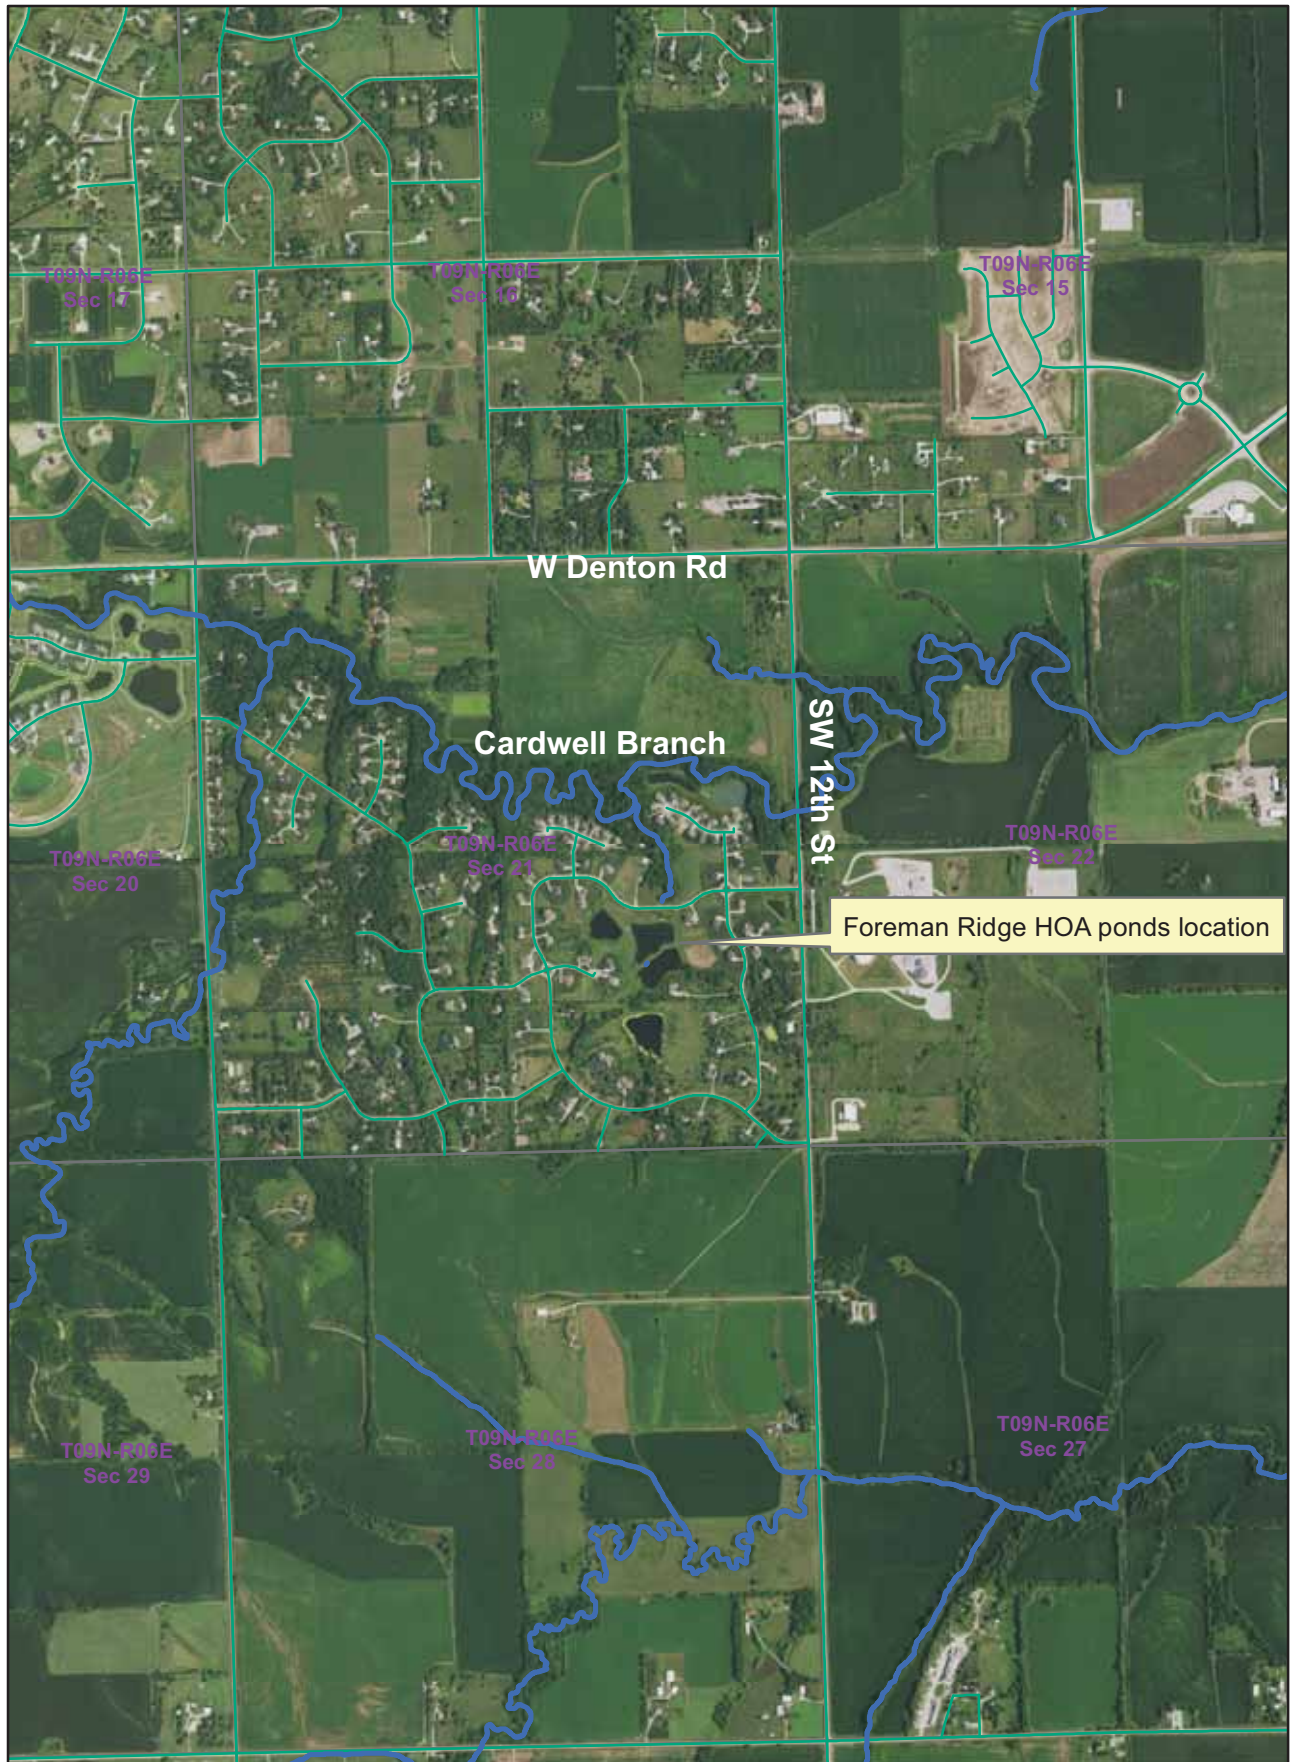 T09N-R06E
Sec 17
T09N-R06E
Sec 16
T09N-R06E
Sec 15
W Denton Rd
Cardwell Branch
SW 12th St
T09N-R06E
Sec 20
T09N-R06E
Sec 21
T09N-R06E
Sec 22
Foreman Ridge HOA ponds location
T09N-R06E
Sec 29
T09N-R06E
Sec 28
T09N-R06E
Sec 27